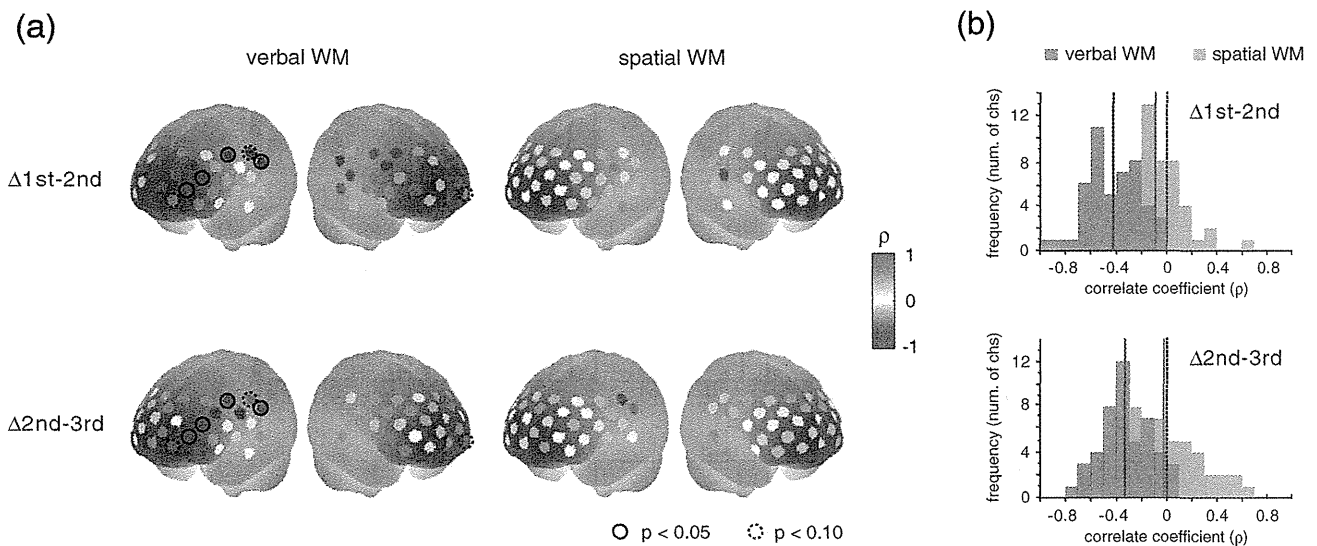 (a)
verbal WM
spatial WM
Δ1st-2nd
Δ2nd-3rd
ρ
1
0
-1
p < 0.05
p < 0.10
(b)
verbal WM
spatial WM
Δ1st-2nd
frequency (num. of chs)
12
8
4
0
-0.8
-0.4
0
0.4
0.8
correlate coefficient (ρ)
Δ2nd-3rd
frequency (num. of chs)
12
8
4
0
-0.8
-0.4
0
0.4
0.8
correlate coefficient (ρ)